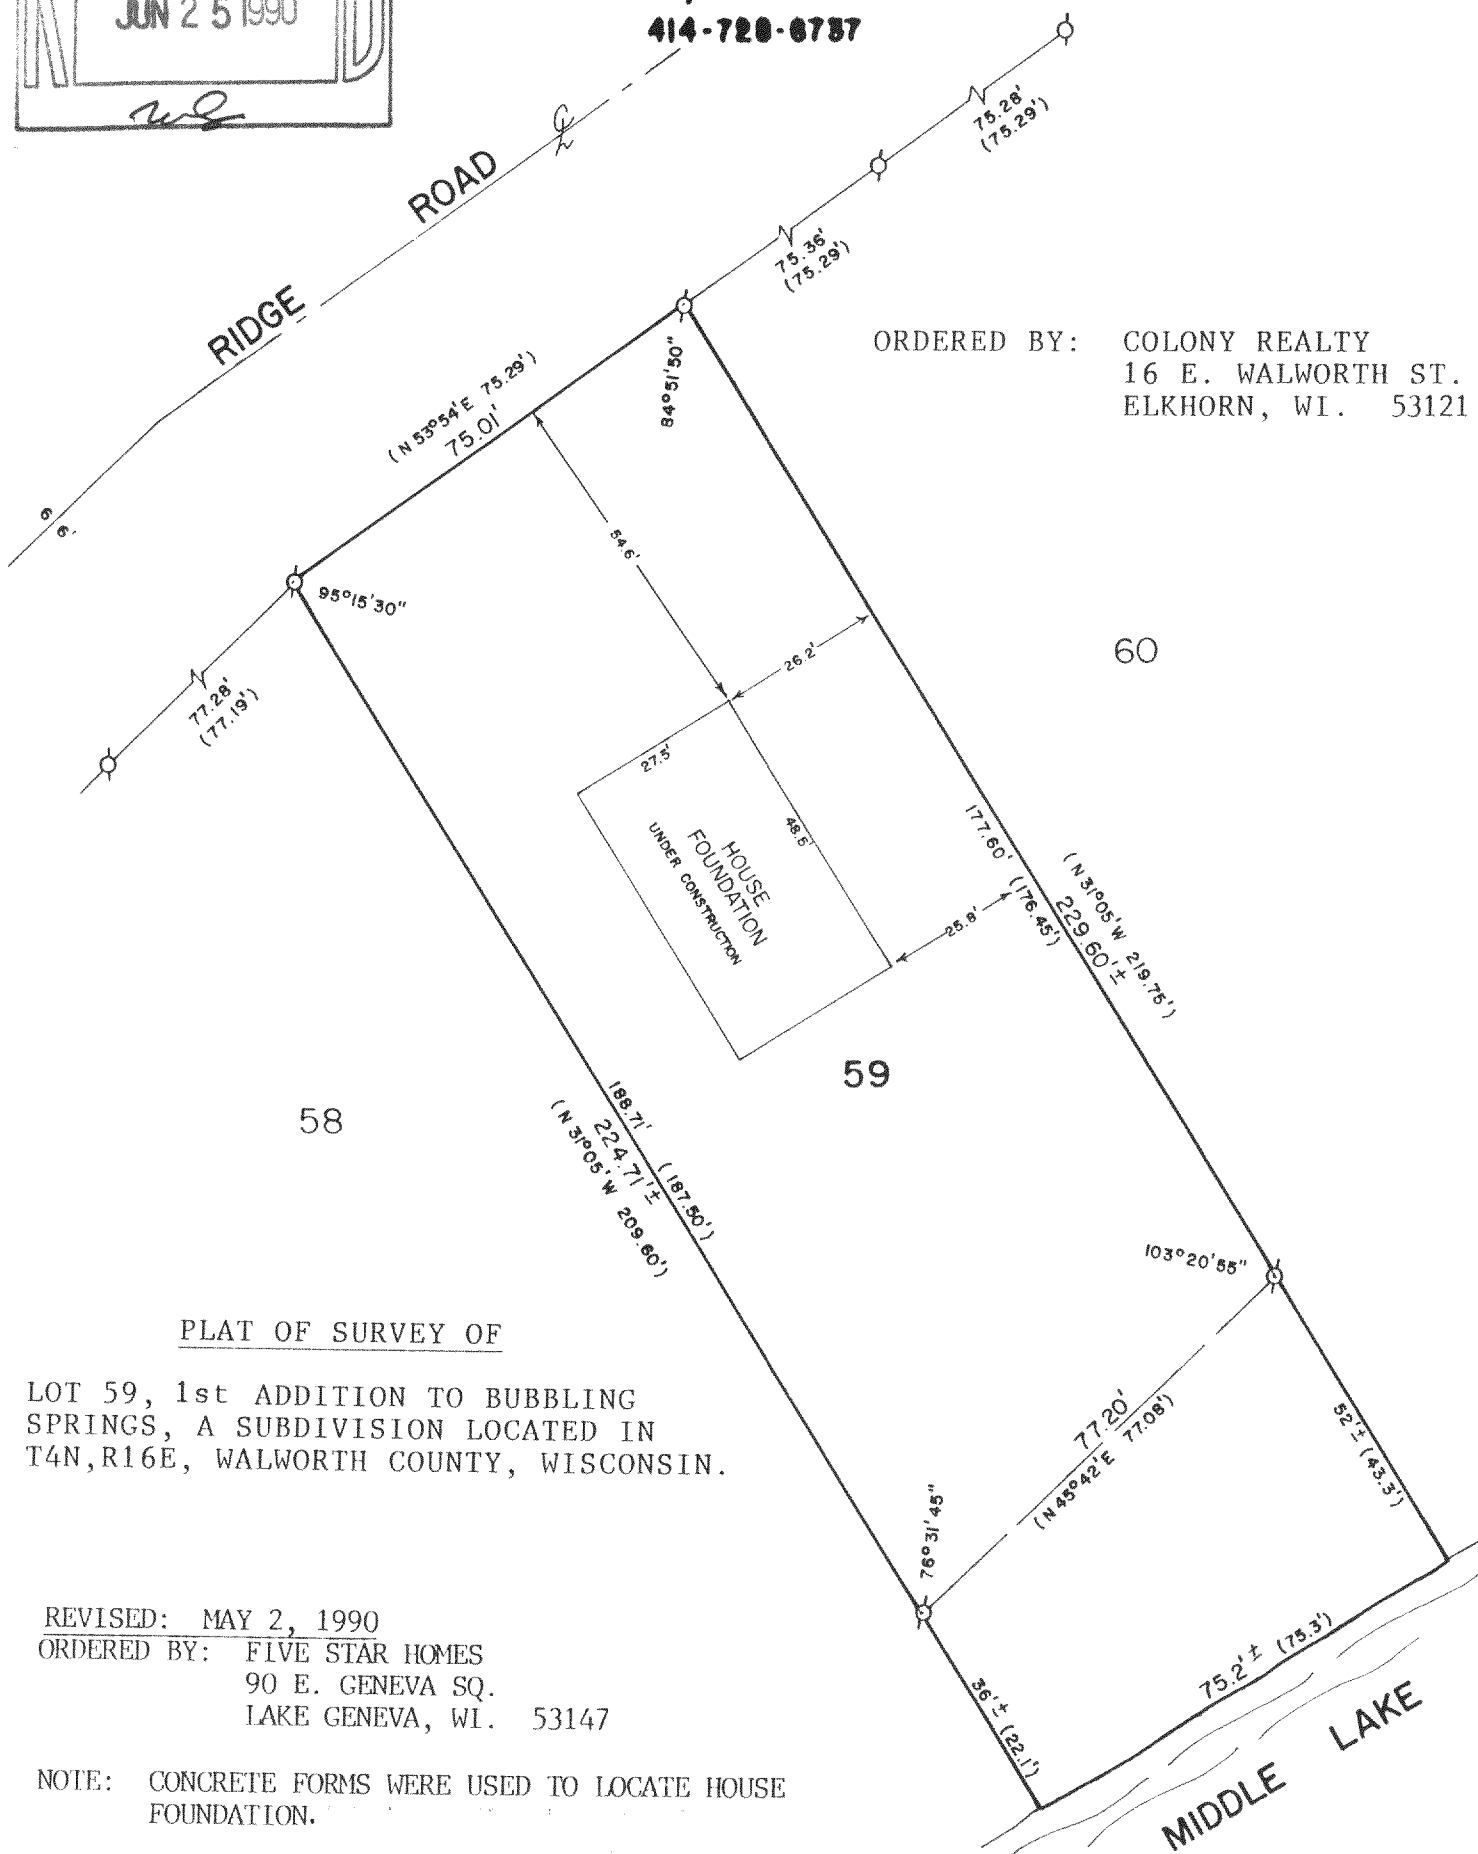 JUN 25 1990
414-728-6737
75.28'
(75.29')
ROAD
75.36'
(75.29')
RIDGE
ORDERED BY: COLONY REALTY
16 E. WALWORTH ST.
ELKHORN, WI. 53121
84°51'50"
(N 53°54'E 75.29')
75.01'
66'
54.6'
95°15'30"
26.2'
60
77.28'
(77.19')
27.5'
48.5'
HOUSE
FOUNDATION
UNDER CONSTRUCTION
177.60' (176.45')
(N 31°05'W 219.75')
229.60'±
25.8'
59
58
188.71' (187.50')
224.71'±
(N 31°05'W 209.60')
103°20'55"
PLAT OF SURVEY OF
LOT 59, 1st ADDITION TO BUBBLING
SPRINGS, A SUBDIVISION LOCATED IN
T4N,R16E, WALWORTH COUNTY, WISCONSIN.
77.20'
(N 45°42'E 77.08')
52'± (43.3')
76°31'45"
REVISED: MAY 2, 1990
ORDERED BY: FIVE STAR HOMES
90 E. GENEVA SQ.
LAKE GENEVA, WI. 53147
75.2'± (75.3')
36'± (22.1')
MIDDLE LAKE
NOTE: CONCRETE FORMS WERE USED TO LOCATE HOUSE
FOUNDATION.